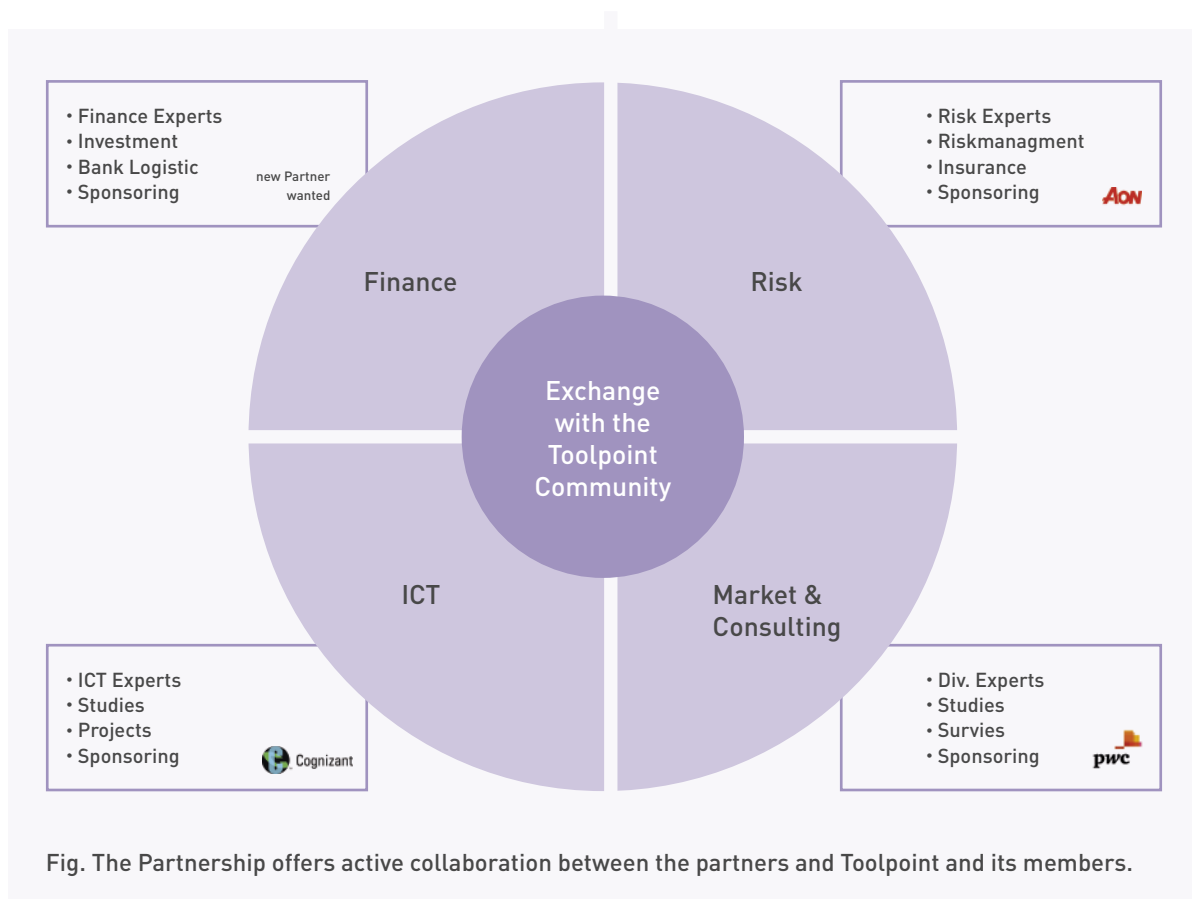 • Finance Experts
• Investment
• Bank Logistic
• Sponsoring
new Partner
wanted
• Risk Experts
• Riskmanagment
• Insurance
• Sponsoring
AON
Finance
Risk
Exchange
with the
Toolpoint
Community
ICT
Market &
Consulting
• ICT Experts
• Studies
• Projects
• Sponsoring
Cognizant
• Div. Experts
• Studies
• Survies
• Sponsoring
pwc
Fig. The Partnership offers active collaboration between the partners and Toolpoint and its members.